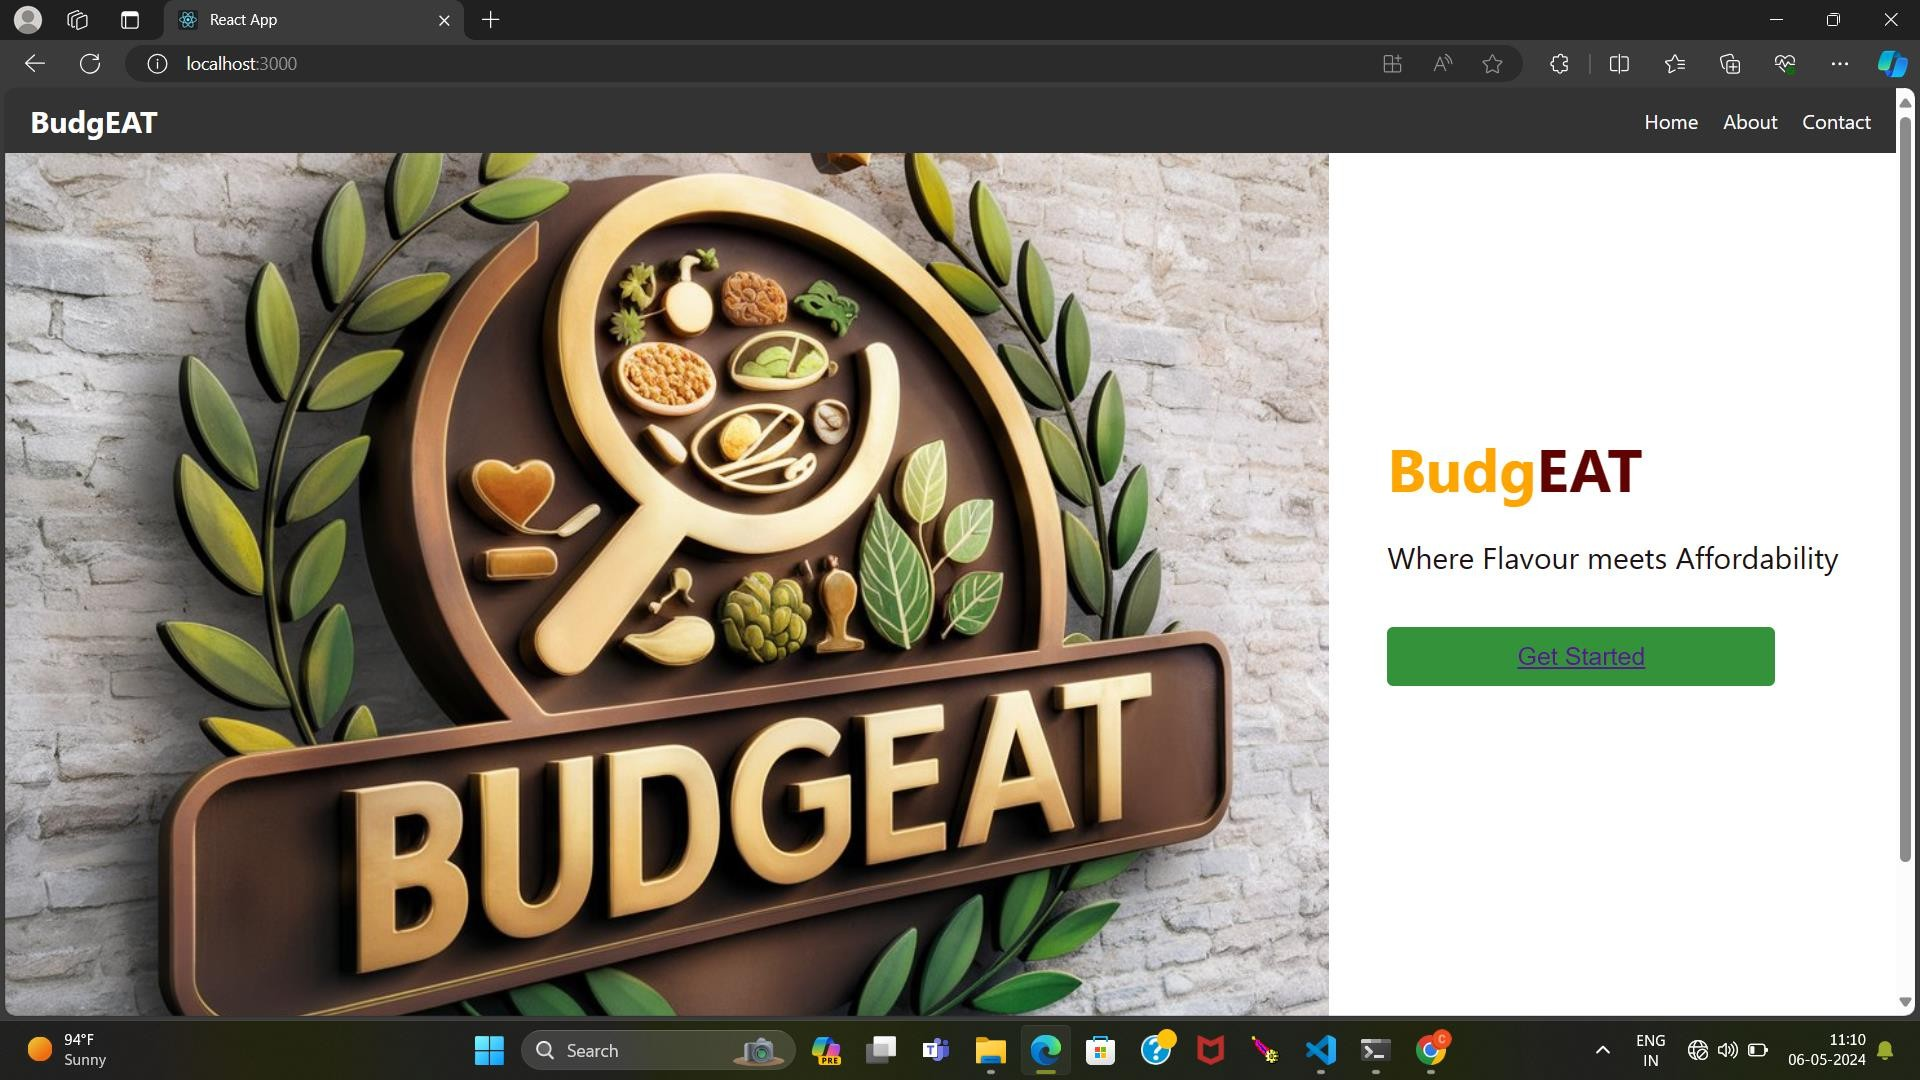 React App
localhost:3000
BudgEAT
Home About Contact
BudgEAT
Where Flavour meets Affordability
Get Started
BUDGEAT
94°F
Sunny
Search
PRE
T
C
ENG
IN
11:10
06-05-2024